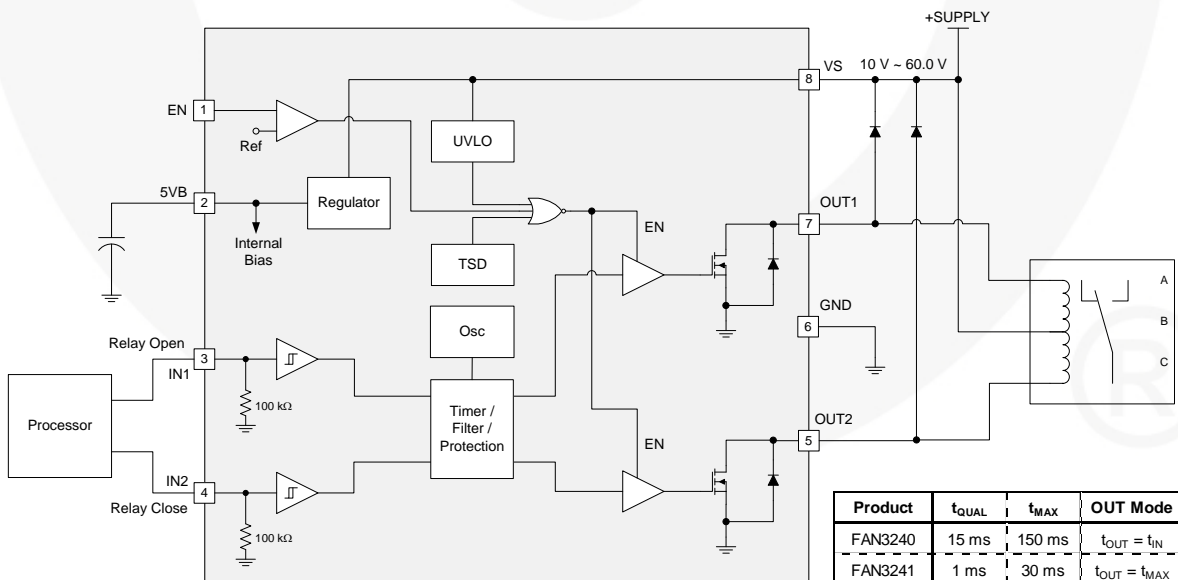 +SUPPLY
VS
10 V ~ 60.0 V
8
EN
1
Ref
UVLO
5VB
2
Regulator
Internal
Bias
TSD
EN
OUT1
7
GND
6
Osc
Relay Open
3
IN1
100 kΩ
Processor
Timer /
Filter /
Protection
A
B
C
OUT2
5
EN
IN2
4
Relay Close
100 kΩ
Product tQUAL tMAX OUT Mode
FAN3240 15 ms 150 ms tOUT = tIN
FAN3241 1 ms 30 ms tOUT = tMAX
®